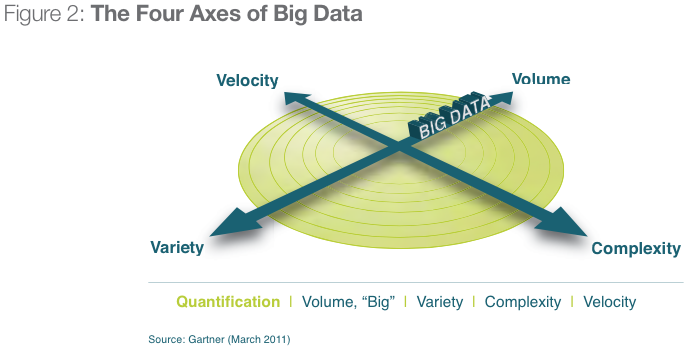 Figure 2: The Four Axes of Big Data
Velocity
Volume
BIG DATA
Variety
Complexity
Quantification | Volume, “Big” | Variety | Complexity | Velocity
Source: Gartner (March 2011)